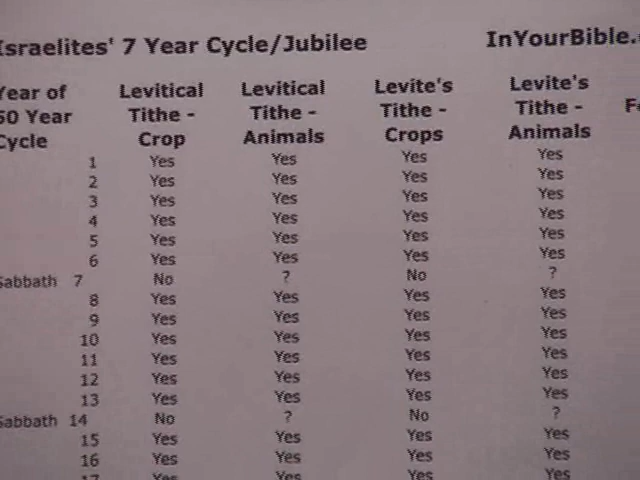 Israelites' 7 Year Cycle/Jubilee InYourBible.
Year of Levitical Levitical Levite's Levite's
50 Year Tithe - Tithe - Tithe - Tithe -
Cycle Crop Animals Crops Animals
1 Yes Yes Yes Yes
2 Yes Yes Yes Yes
3 Yes Yes Yes Yes
4 Yes Yes Yes Yes
5 Yes Yes Yes Yes
6 Yes Yes Yes Yes
Sabbath 7 No ? No ?
8 Yes Yes Yes Yes
9 Yes Yes Yes Yes
10 Yes Yes Yes Yes
11 Yes Yes Yes Yes
12 Yes Yes Yes Yes
13 Yes Yes Yes Yes
Sabbath 14 No ? No ?
15 Yes Yes Yes Yes
16 Yes Yes Yes Yes
17 Yes Yes Yes Yes